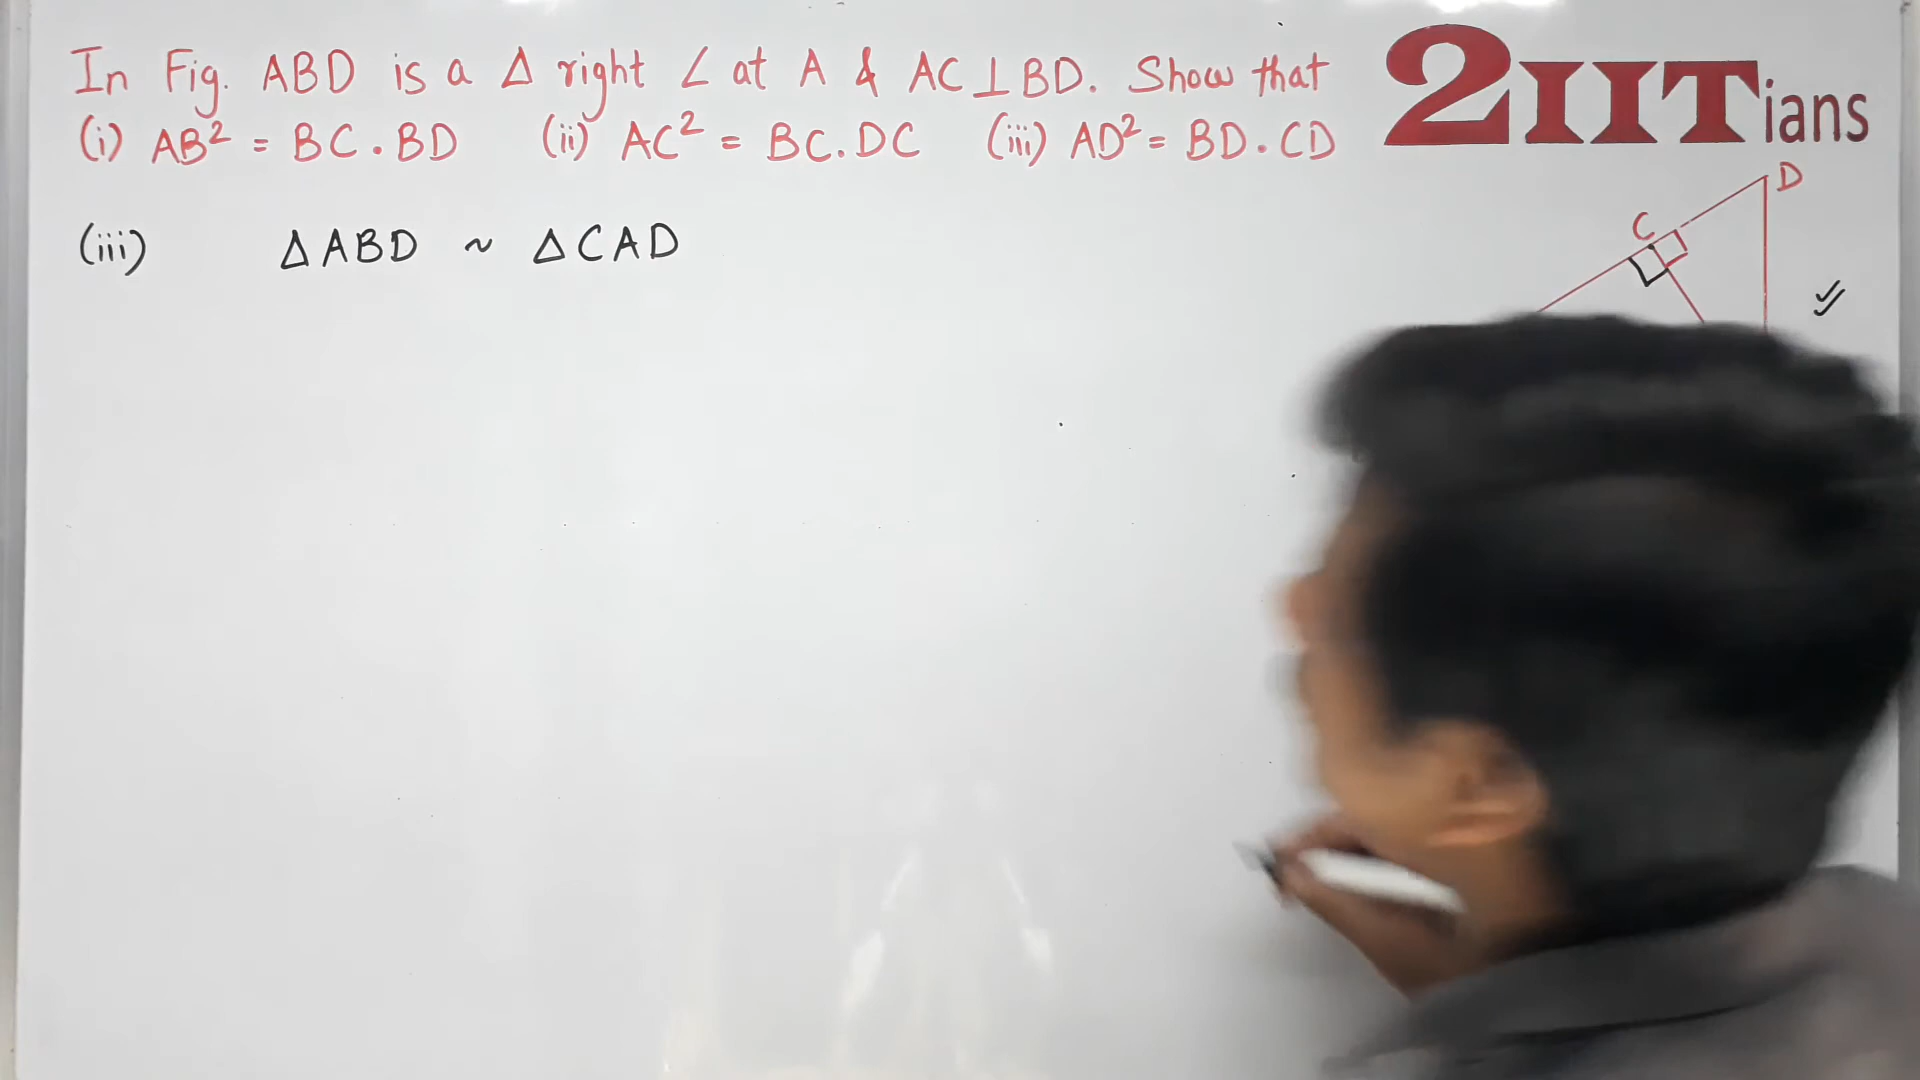 In Fig. ABD is a Δ right ∠ at A & AC⊥BD. Show that
(i) AB² = BC.BD (ii) AC² = BC.DC (iii) AD² = BD.CD
2IITians
D
C
(iii) ΔABD ~ ΔCAD